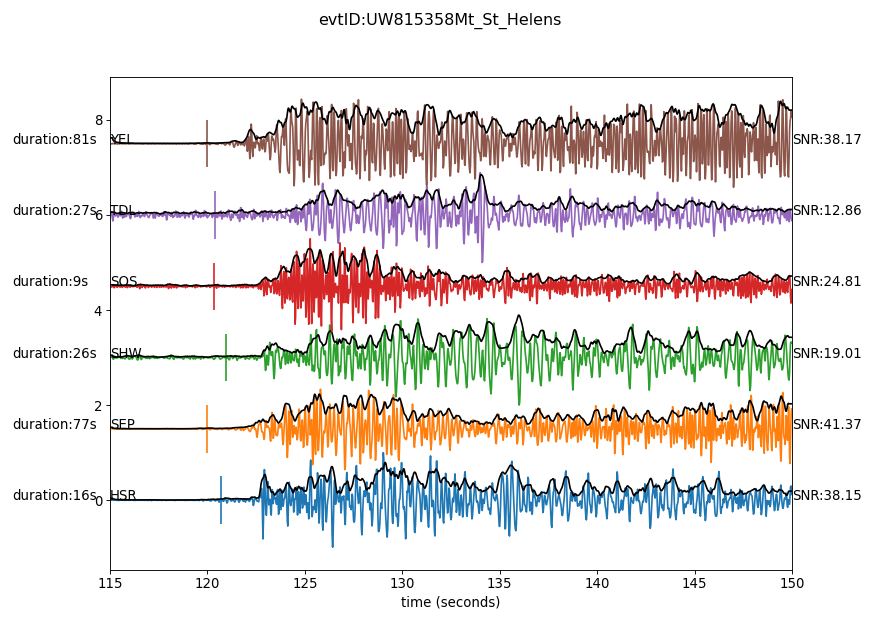 evtID:UW815358Mt_St_Helens
8
duration:81s YEL SNR:38.17
duration:27s TDL SNR:12.86
6
duration:9s SOS SNR:24.81
4
duration:26s SHW SNR:19.01
2
duration:77s SEP SNR:41.37
duration:16s HSR SNR:38.15
0
115 120 125 130 135 140 145 150
time (seconds)